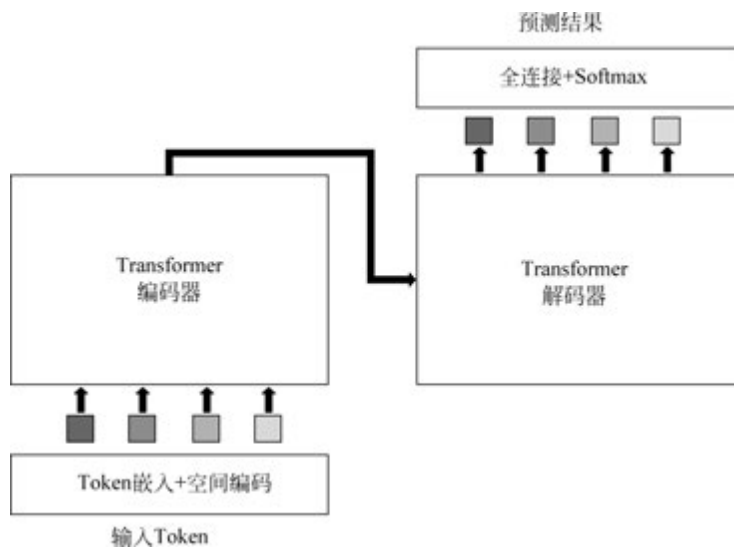 预测结果
全连接+Softmax
Transformer
编码器
Transformer
解码器
Token嵌入+空间编码
输入Token